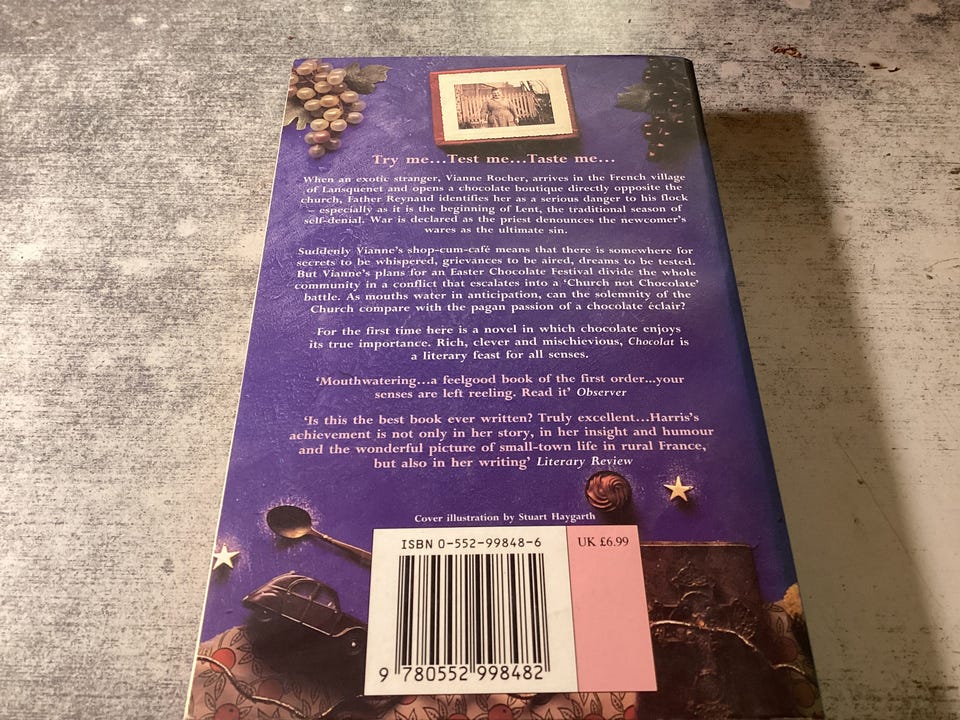 Try me...Test me...Taste me...
When an exotic stranger, Vianne Rocher, arrives in the French village
of Lansquenet and opens a chocolate boutique directly opposite the
church, Father Reynaud identifies her as a serious danger to his flock
– especially as it is the beginning of Lent, the traditional season of
self-denial. War is declared as the priest denounces the newcomer's
wares as the ultimate sin.
Suddenly Vianne's shop-cum-café means that there is somewhere for
secrets to be whispered, grievances to be aired, dreams to be tested.
But Vianne's plans for an Easter Chocolate Festival divide the whole
community in a conflict that escalates into a 'Church not Chocolate'
battle. As mouths water in anticipation, can the solemnity of the
Church compare with the pagan passion of a chocolate éclair?
For the first time here is a novel in which chocolate enjoys
its true importance. Rich, clever and mischievious, Chocolat is
a literary feast for all senses.
'Mouthwatering...a feelgood book of the first order...your
senses are left reeling. Read it' Observer
'Is this the best book ever written? Truly excellent...Harris's
achievement is not only in her story, in her insight and humour
and the wonderful picture of small-town life in rural France,
but also in her writing' Literary Review
Cover illustration by Stuart Haygarth
ISBN 0-552-99848-6
UK £6.99
9 780552 998482